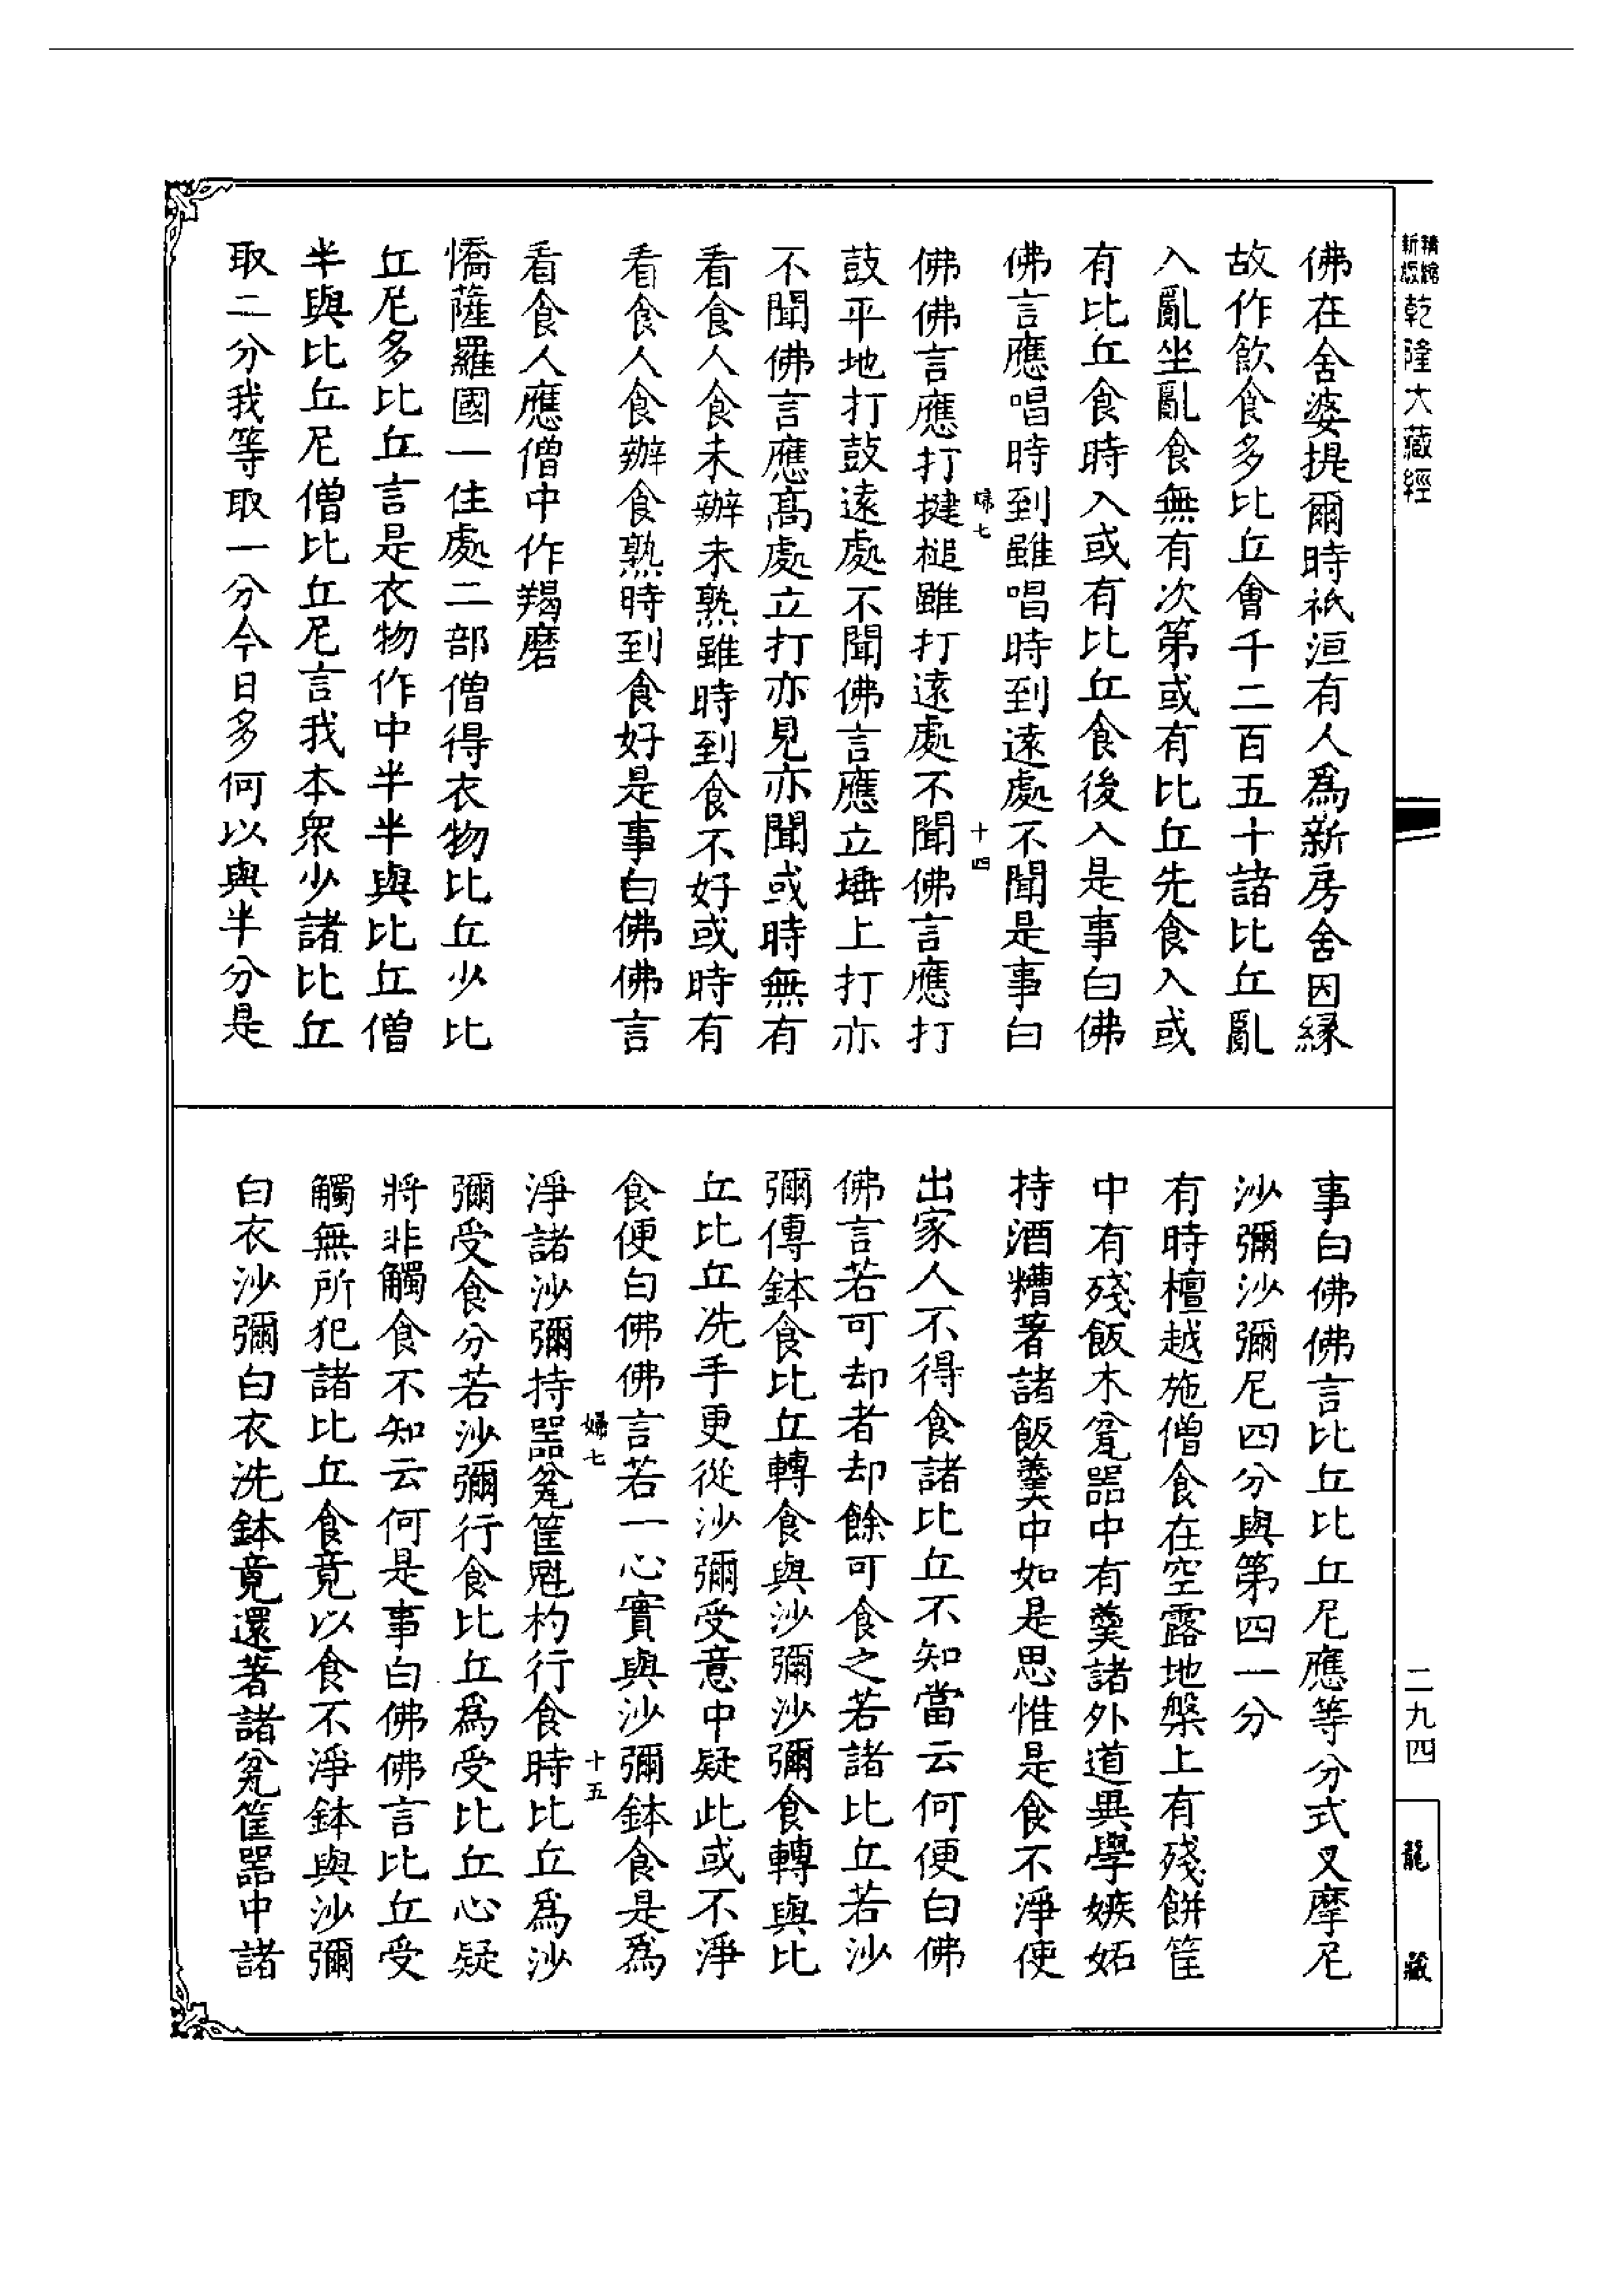 精縮
新版
乾隆大藏經
佛在舍婆提爾時祇洹有人為新房舍因緣
故作飲食多比丘會千二百五十諸比丘亂
入亂坐亂食無有次第或有比丘先食入或
有比丘食時入或有比丘食後入是事白佛
佛言應唱時到雖唱時到遠處不聞是事白
婦七
十四
佛佛言應打揵槌雖打遠處不聞佛言應打
鼓平地打鼓遠處不聞佛言應立埵上打亦
不聞佛言應高處立打亦見亦聞或時無有
看食人食未辦未熟雖時到食不好或時有
看食人食辦食熟時到食好是事白佛佛言
看食人應僧中作羯磨
憍薩羅國一住處二部僧得衣物比丘少比
丘尼多比丘言是衣物作中半半與比丘僧
半與比丘尼僧比丘尼言我本眾少諸比丘
取二分我等取一分今日多何以與半分是
事白佛佛言比丘比丘尼應等分式叉摩尼
沙彌沙彌尼四分與第四一分
有時檀越施僧食在空露地槃上有殘餅筐
中有殘飯木瓮器中有羹諸外道異學嫉妬
持酒糟著諸飯羹中如是思惟是食不淨使
出家人不得食諸比丘不知當云何便白佛
佛言若可却者却餘可食之若諸比丘若沙
彌傳鉢食比丘轉食與沙彌沙彌食轉與比
丘比丘洗手更從沙彌受意中疑此或不淨
食便白佛佛言若一心實與沙彌鉢食是為
婦七
十五
淨諸沙彌持器瓮筐魁杓行食時比丘為沙
彌受食分若沙彌行食比丘為受比丘心疑
將非觸食不知云何是事白佛佛言比丘受
觸無所犯諸比丘食竟以食不淨鉢與沙彌
白衣沙彌白衣洗鉢竟還著諸瓮筐器中諸
二九四
龍藏